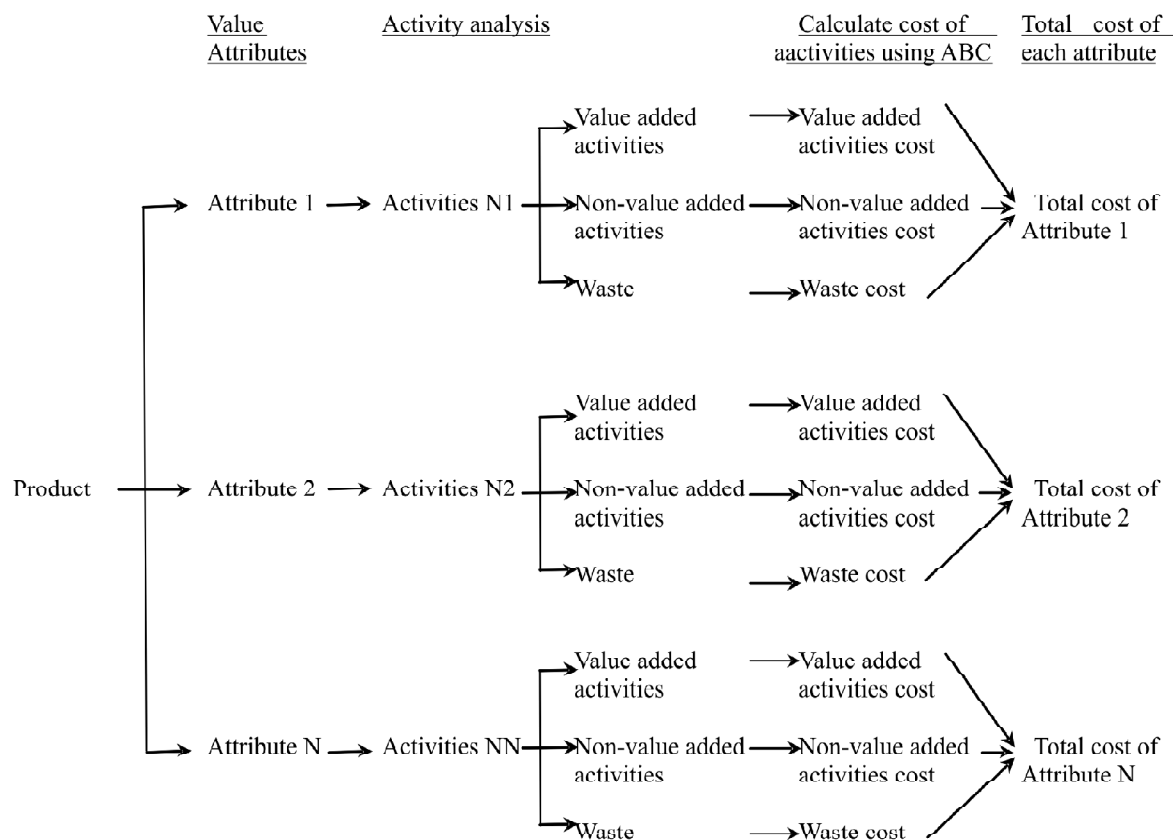 Value
Attributes
Activity analysis
Calculate cost of
aactivities using ABC
Total cost of
each attribute
Value added
activities
Value added
activities cost
Attribute 1
Activities N1
Non-value added
activities
Non-value added
activities cost
Total cost of
Attribute 1
Waste
Waste cost
Value added
activities
Value added
activities cost
Product
Attribute 2
Activities N2
Non-value added
activities
Non-value added
activities cost
Total cost of
Attribute 2
Waste
Waste cost
Value added
activities
Value added
activities cost
Attribute N
Activities NN
Non-value added
activities
Non-value added
activities cost
Total cost of
Attribute N
Waste
Waste cost